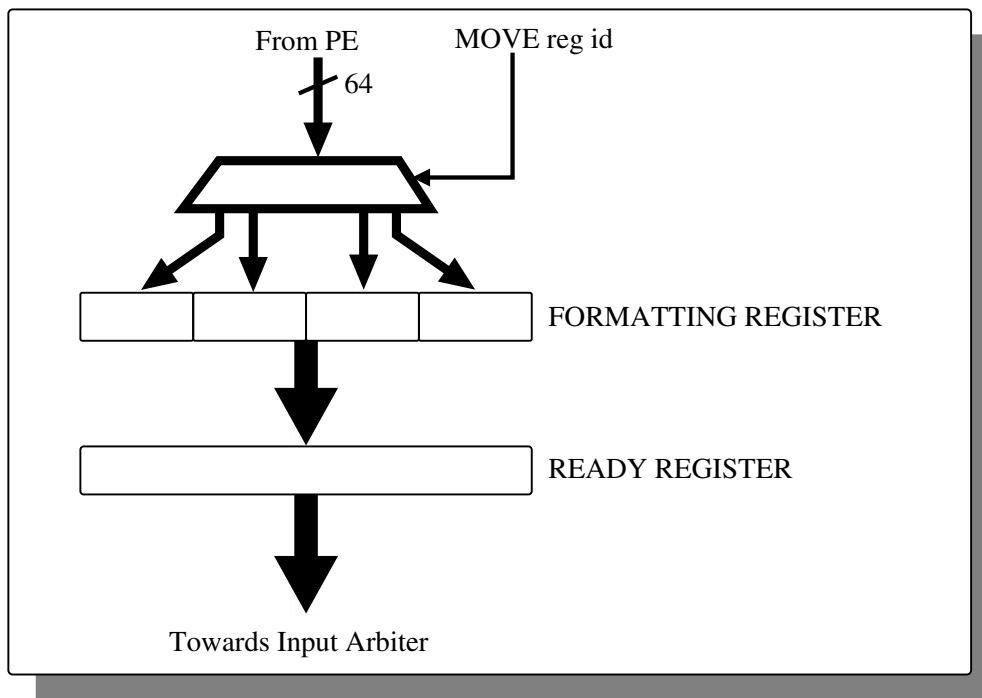 From PE
MOVE reg id
64
FORMATTING REGISTER
READY REGISTER
Towards Input Arbiter